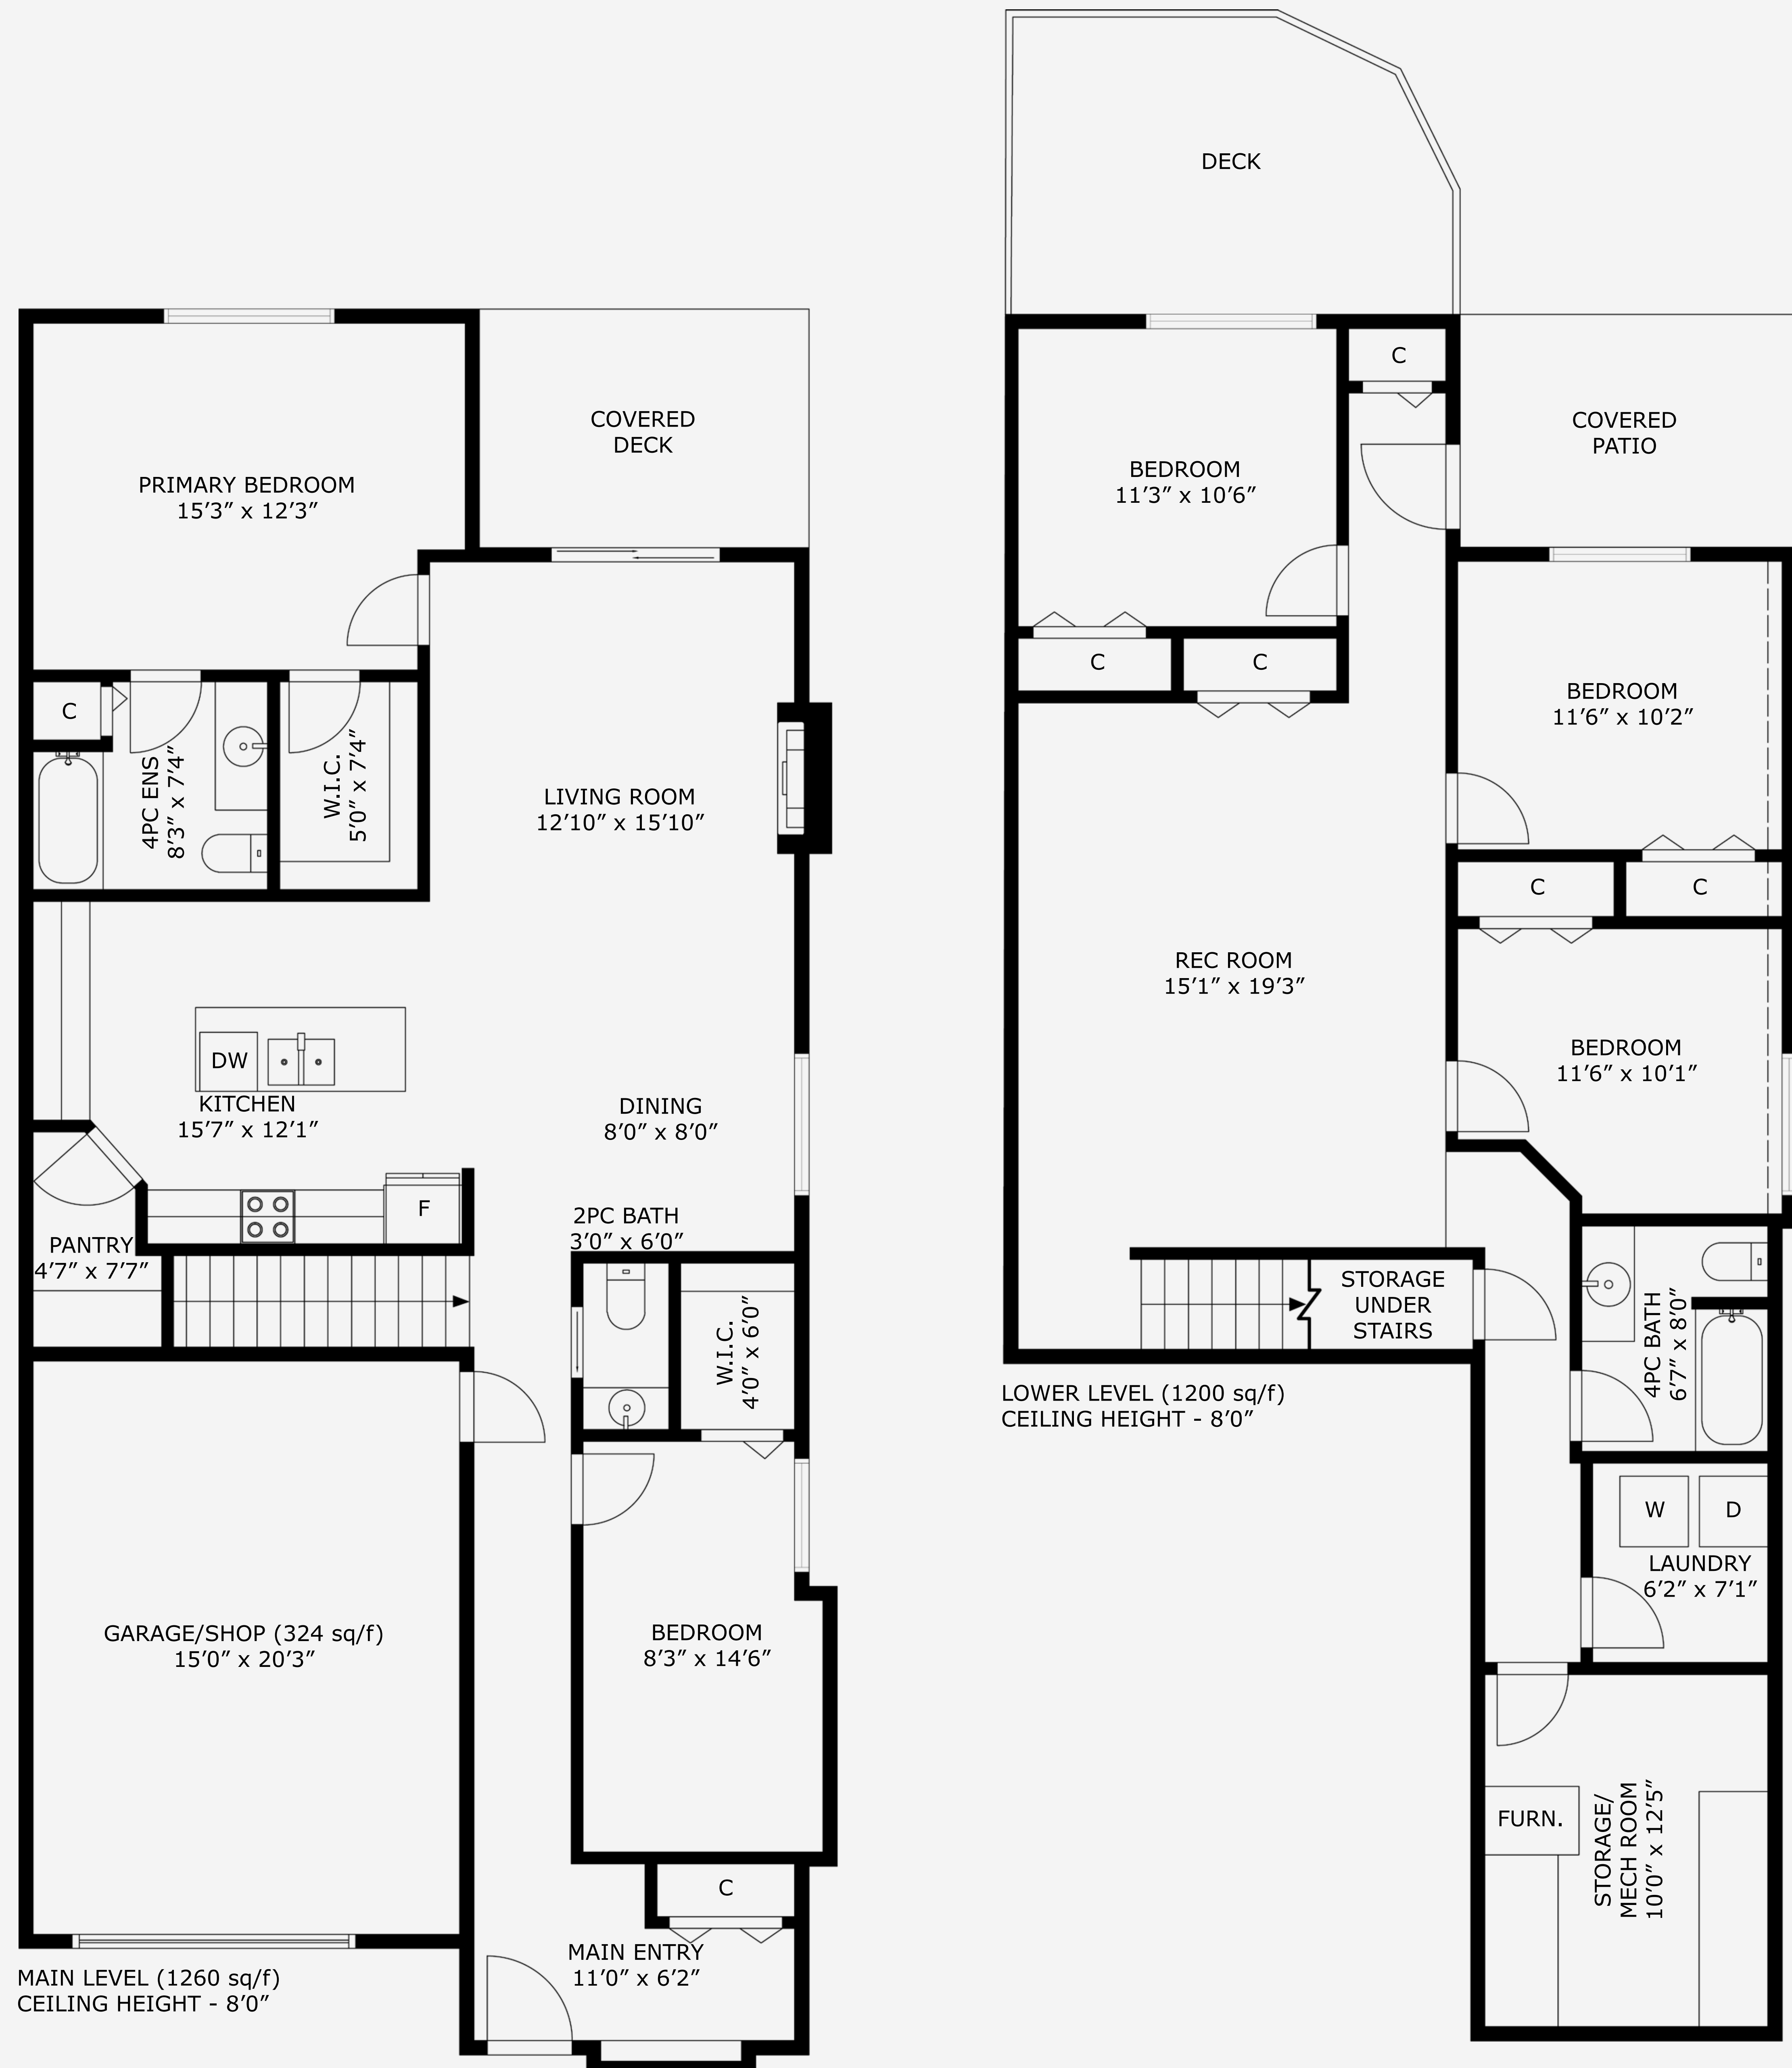 PRIMARY BEDROOM
15’3” x 12’3”
COVERED
DECK
C
4PC ENS
8’3” x 7’4”
W.I.C.
5’0” x 7’4”
LIVING ROOM
12’10” x 15’10”
DW
KITCHEN
15’7” x 12’1”
DINING
8’0” x 8’0”
F
PANTRY
4’7” x 7’7”
2PC BATH
3’0” x 6’0”
W.I.C.
4’0” x 6’0”
GARAGE/SHOP (324 sq/f)
15’0” x 20’3”
BEDROOM
8’3” x 14’6”
C
MAIN ENTRY
11’0” x 6’2”
MAIN LEVEL (1260 sq/f)
CEILING HEIGHT - 8’0”
DECK
C
COVERED
PATIO
BEDROOM
11’3” x 10’6”
C
C
BEDROOM
11’6” x 10’2”
C
C
REC ROOM
15’1” x 19’3”
BEDROOM
11’6” x 10’1”
STORAGE
UNDER
STAIRS
4PC BATH
6’7” x 8’0”
LOWER LEVEL (1200 sq/f)
CEILING HEIGHT - 8’0”
W
D
LAUNDRY
6’2” x 7’1”
FURN.
STORAGE/
MECH ROOM
10’0” x 12’5”